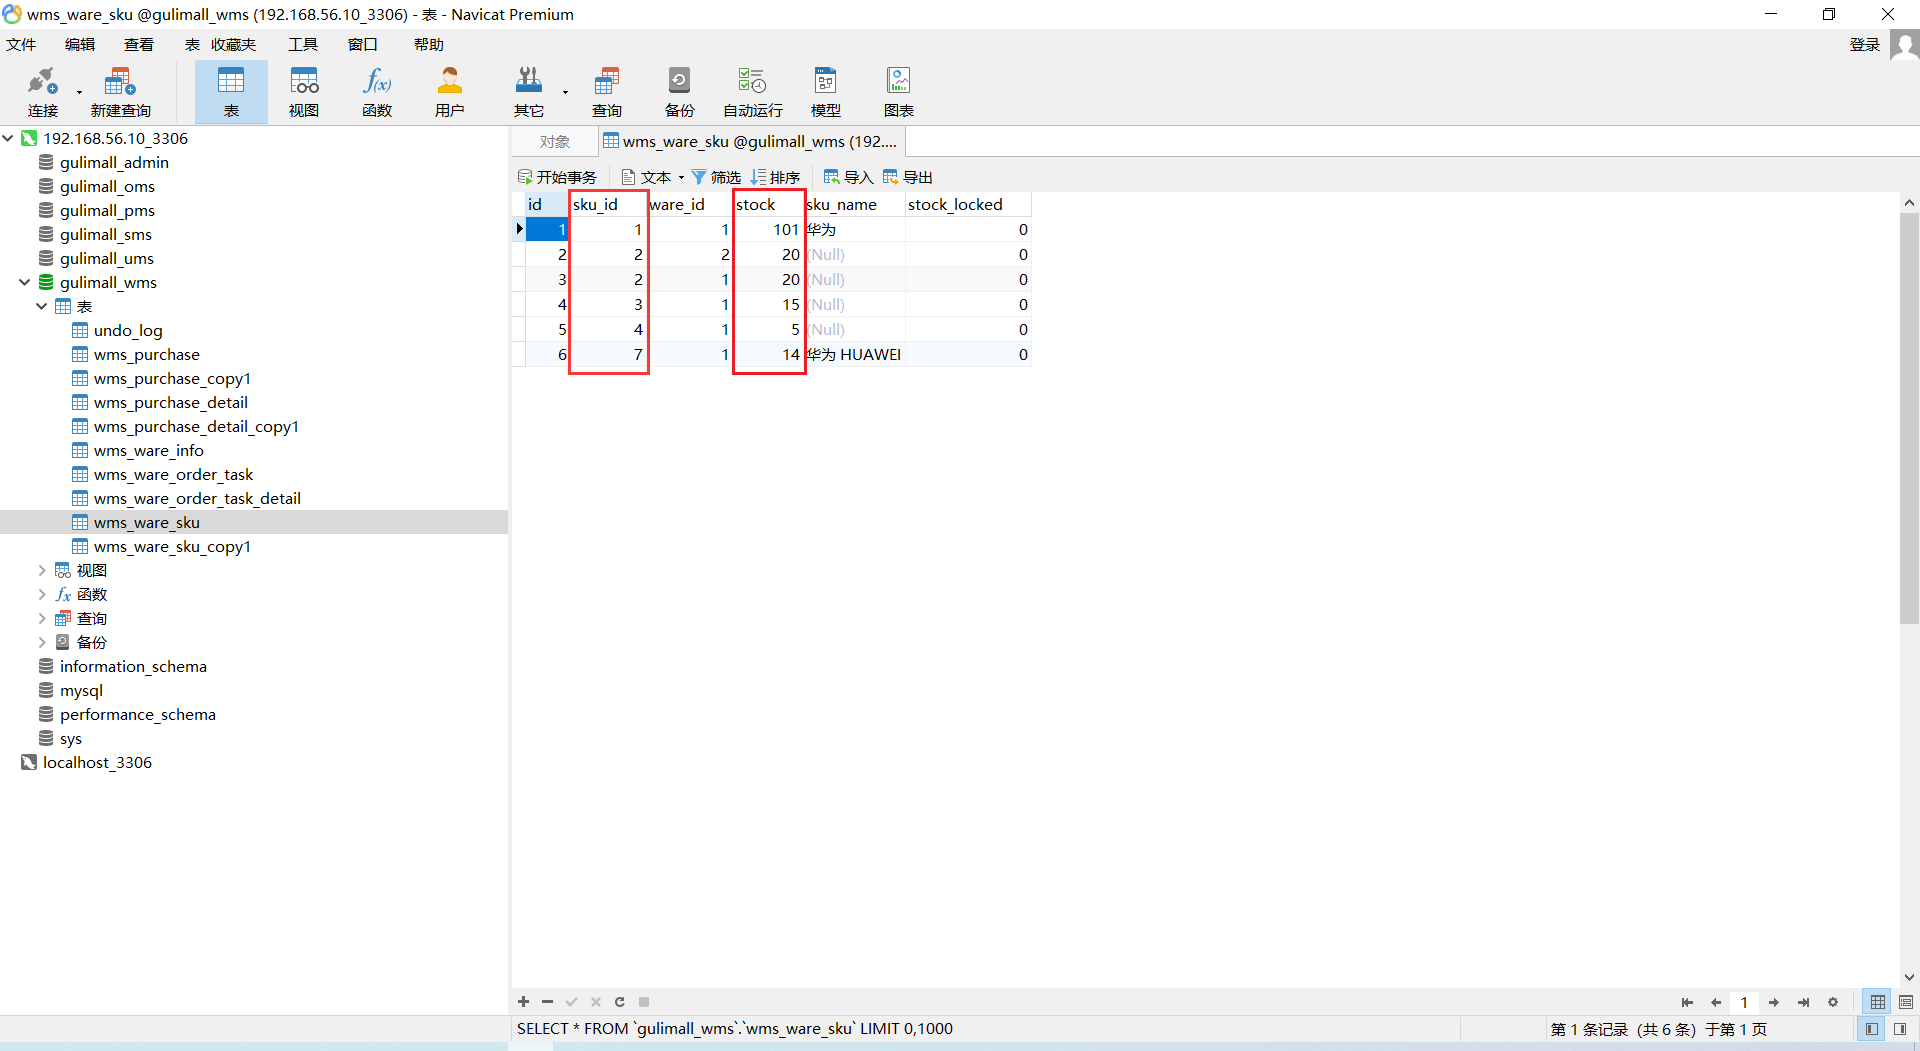 wms_ware_sku @gulimall_wms (192.168.56.10_3306) - 表 - Navicat Premium
文件 编辑 查看 表 收藏夹 工具 窗口 帮助 登录
连接 新建查询 表 视图 函数 用户 其它 查询 备份 自动运行 模型 图表
192.168.56.10_3306
gulimall_admin
gulimall_oms
gulimall_pms
gulimall_sms
gulimall_ums
gulimall_wms
表
undo_log
wms_purchase
wms_purchase_copy1
wms_purchase_detail
wms_purchase_detail_copy1
wms_ware_info
wms_ware_order_task
wms_ware_order_task_detail
wms_ware_sku
wms_ware_sku_copy1
视图
函数
查询
备份
information_schema
mysql
performance_schema
sys
localhost_3306
对象 wms_ware_sku @gulimall_wms (192....
开始事务 文本 筛选 排序 导入 导出
id sku_id ware_id stock sku_name stock_locked
1 1 1 101 华为 0
2 2 2 20 (Null) 0
3 2 1 20 (Null) 0
4 3 1 15 (Null) 0
5 4 1 5 (Null) 0
6 7 1 14 华为 HUAWEI 0
1
SELECT * FROM `gulimall_wms`.`wms_ware_sku` LIMIT 0,1000
第 1 条记录 (共 6 条) 于第 1 页